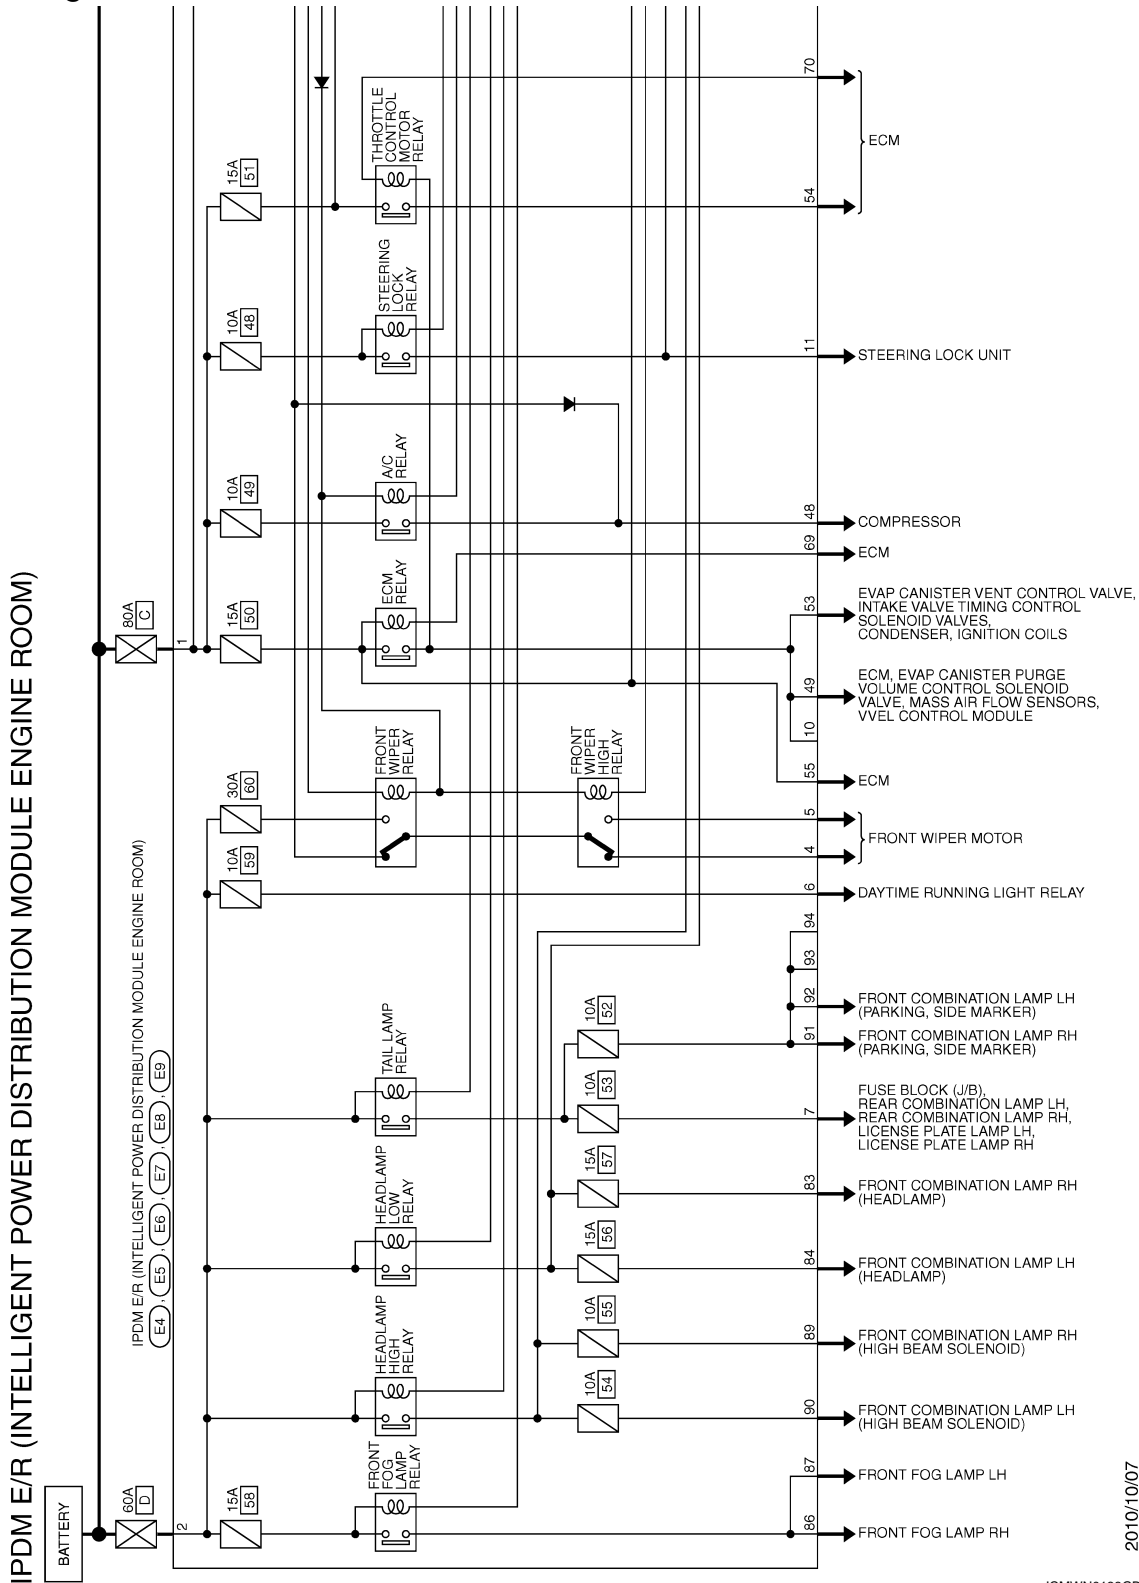 IPDM E/R (INTELLIGENT POWER DISTRIBUTION MODULE ENGINE ROOM)
BATTERY
60A
D
2
80A
C
1
IPDM E/R (INTELLIGENT POWER DISTRIBUTION MODULE ENGINE ROOM)
E4 , E5 , E6 , E7 , E8 , E9
15A
51
THROTTLE
CONTROL
MOTOR
RELAY
70
54
ECM
10A
48
STEERING
LOCK
RELAY
11
STEERING LOCK UNIT
10A
49
A/C
RELAY
48
COMPRESSOR
69
ECM
15A
50
ECM
RELAY
53
EVAP CANISTER VENT CONTROL VALVE,
INTAKE VALVE TIMING CONTROL
SOLENOID VALVES,
CONDENSER, IGNITION COILS
49
ECM, EVAP CANISTER PURGE
VOLUME CONTROL SOLENOID
VALVE, MASS AIR FLOW SENSORS,
VVEL CONTROL MODULE
10
55
ECM
30A
60
FRONT
WIPER
RELAY
FRONT
WIPER
HIGH
RELAY
5
4
FRONT WIPER MOTOR
10A
59
6
DAYTIME RUNNING LIGHT RELAY
94
93
92
FRONT COMBINATION LAMP LH
(PARKING, SIDE MARKER)
10A
52
91
FRONT COMBINATION LAMP RH
(PARKING, SIDE MARKER)
TAIL LAMP
RELAY
10A
53
7
FUSE BLOCK (J/B),
REAR COMBINATION LAMP LH,
REAR COMBINATION LAMP RH,
LICENSE PLATE LAMP LH,
LICENSE PLATE LAMP RH
15A
57
83
FRONT COMBINATION LAMP RH
(HEADLAMP)
HEADLAMP
LOW
RELAY
15A
56
84
FRONT COMBINATION LAMP LH
(HEADLAMP)
10A
55
89
FRONT COMBINATION LAMP RH
(HIGH BEAM SOLENOID)
HEADLAMP
HIGH
RELAY
10A
54
90
FRONT COMBINATION LAMP LH
(HIGH BEAM SOLENOID)
87
FRONT FOG LAMP LH
15A
58
FRONT
FOG
LAMP
RELAY
86
FRONT FOG LAMP RH
2010/10/07